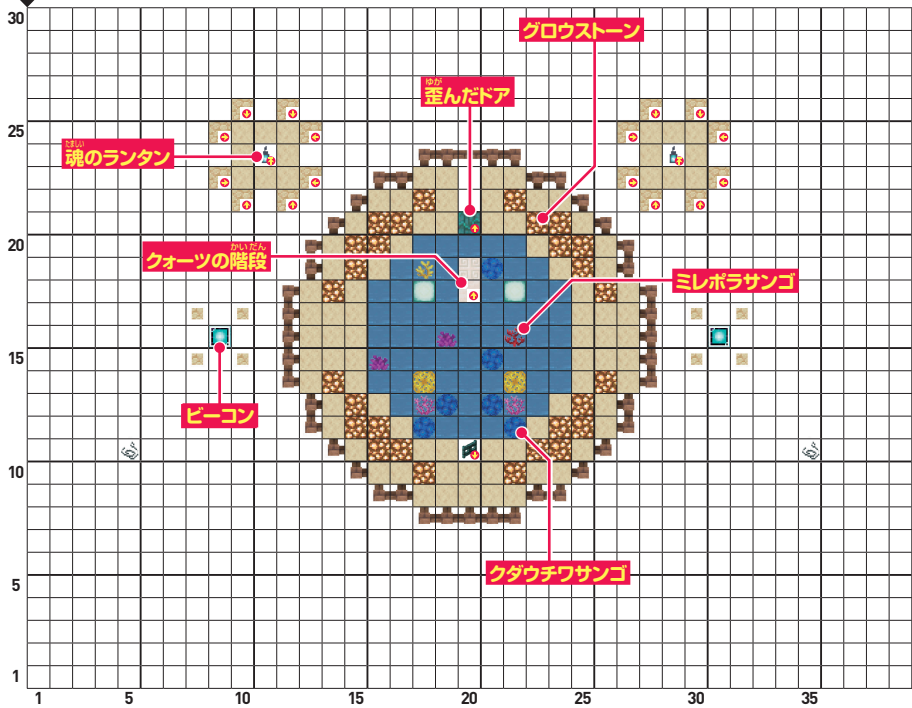 30
グロウストーン
ゆが
歪んだドア
25
たましい
魂のランタン
20
かいだん
クォーツの階段
ミレポラサンゴ
15
ビーコン
10
クダウチワサンゴ
5
1
1 5 10 15 20 25 30 35